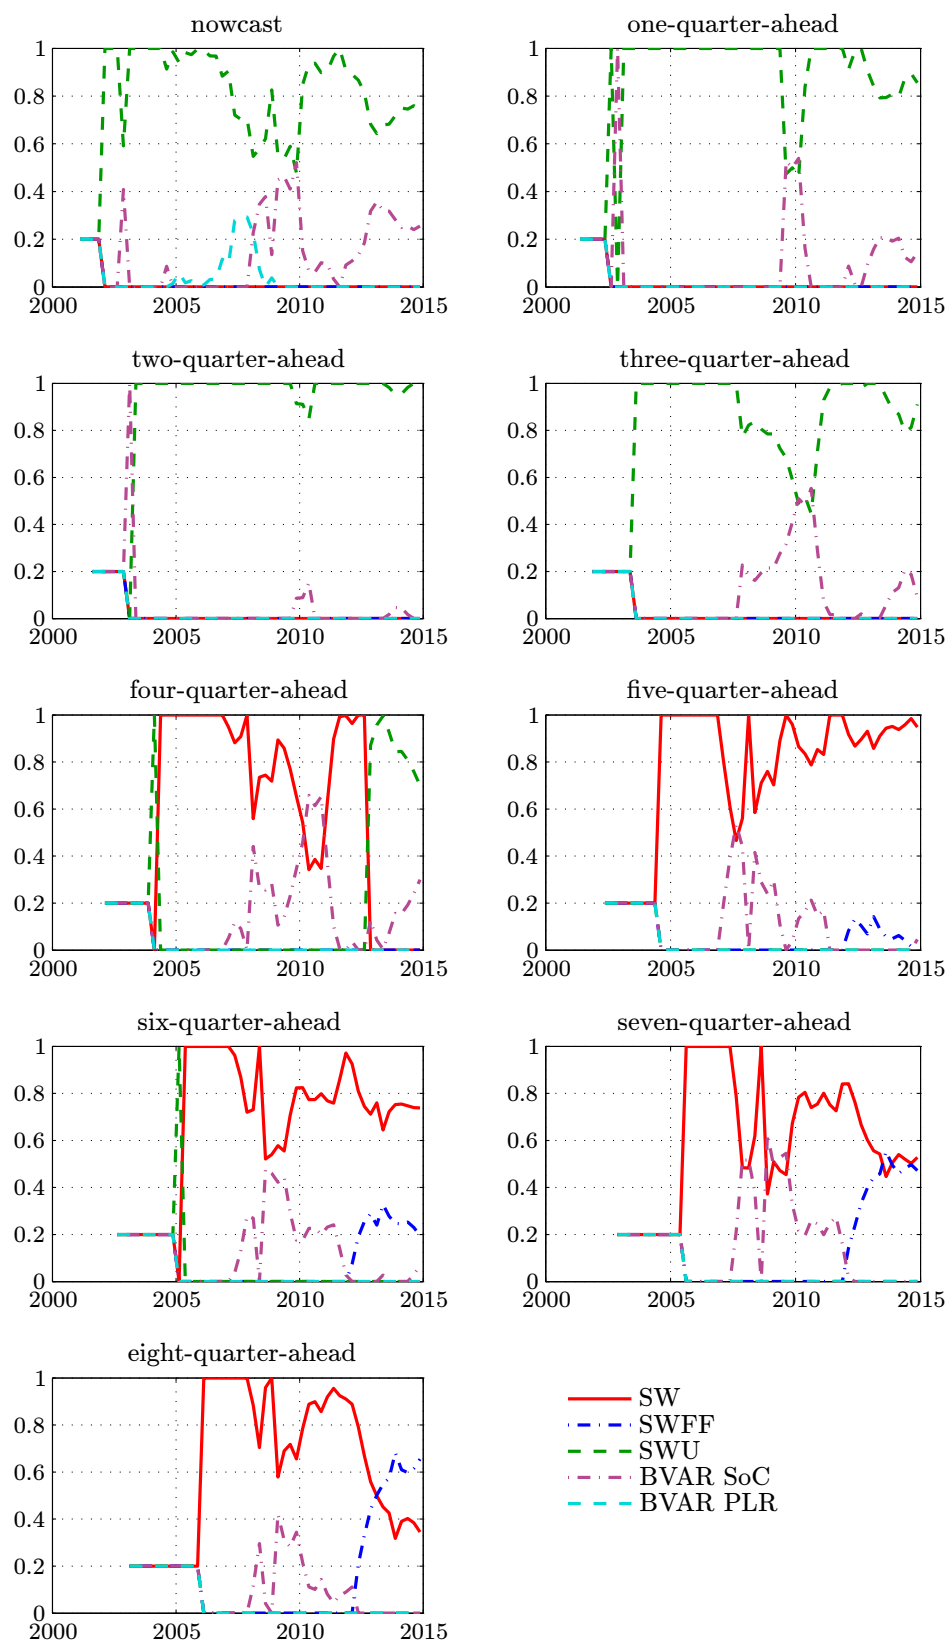 nowcast
1
0.8
0.6
0.4
0.2
0
2000 2005 2010 2015
one-quarter-ahead
1
0.8
0.6
0.4
0.2
0
2000 2005 2010 2015
two-quarter-ahead
1
0.8
0.6
0.4
0.2
0
2000 2005 2010 2015
three-quarter-ahead
1
0.8
0.6
0.4
0.2
0
2000 2005 2010 2015
four-quarter-ahead
1
0.8
0.6
0.4
0.2
0
2000 2005 2010 2015
five-quarter-ahead
1
0.8
0.6
0.4
0.2
0
2000 2005 2010 2015
six-quarter-ahead
1
0.8
0.6
0.4
0.2
0
2000 2005 2010 2015
seven-quarter-ahead
1
0.8
0.6
0.4
0.2
0
2000 2005 2010 2015
eight-quarter-ahead
1
0.8
0.6
0.4
0.2
0
2000 2005 2010 2015
SW
SWFF
SWU
BVAR SoC
BVAR PLR